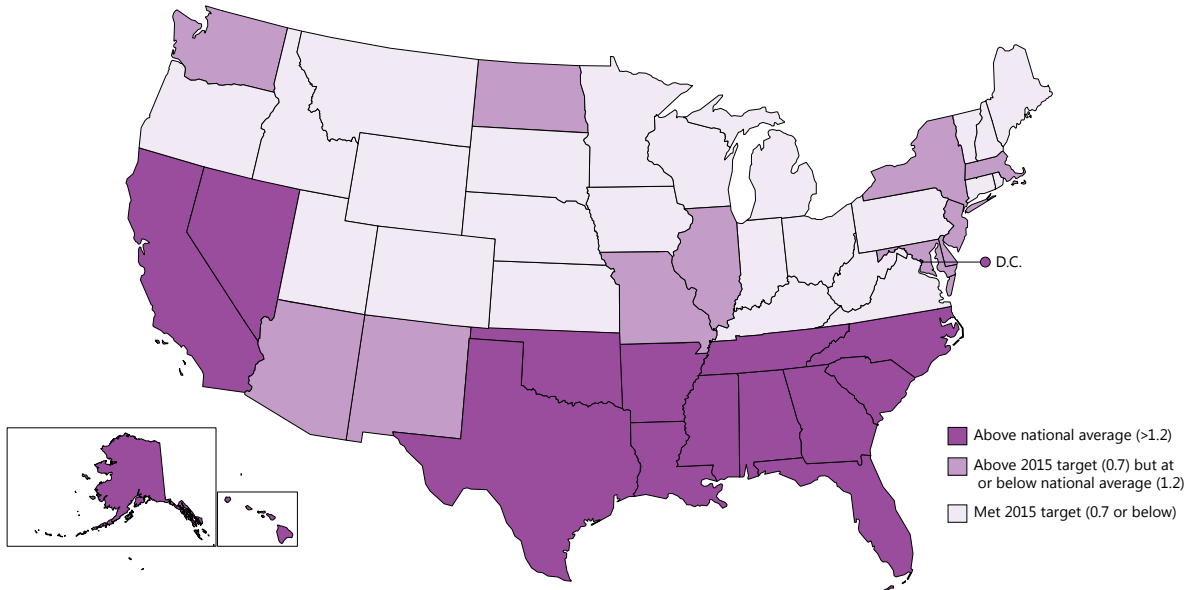 D.C.
Above national average (>1.2)
Above 2015 target (0.7) but at
or below national average (1.2)
Met 2015 target (0.7 or below)